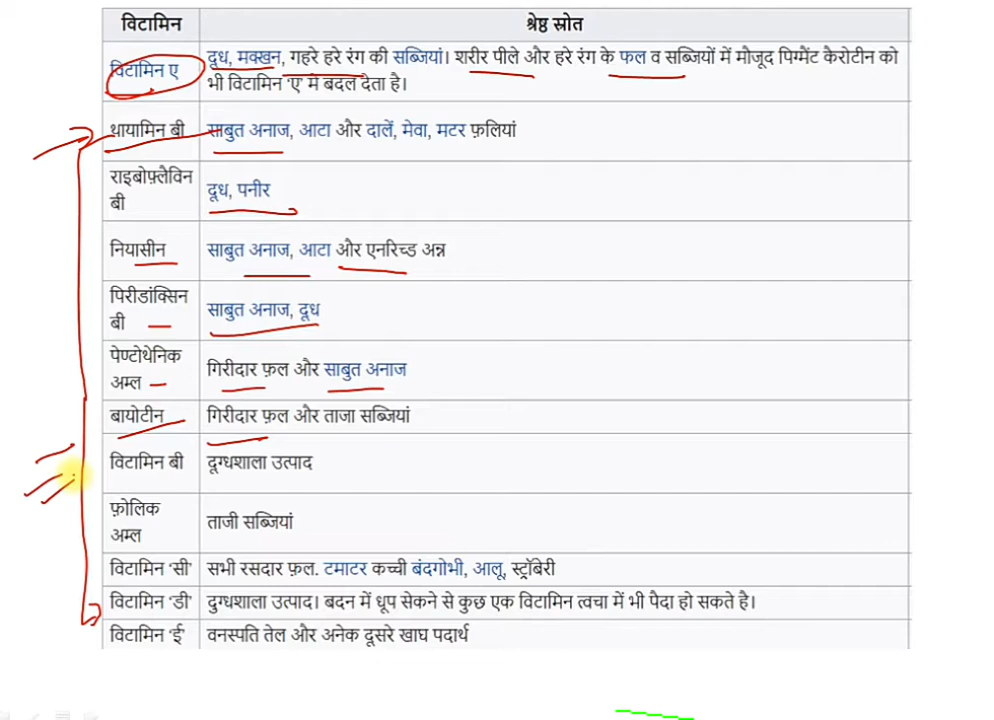 विटामिन श्रेष्ठ स्रोत
विटामिन ए दूध, मक्खन, गहरे हरे रंग की सब्जियां। शरीर पीले और हरे रंग के फल व सब्जियों में मौजूद पिग्मैंट कैरोटीन को
भी विटामिन ‘ए’ में बदल देता है।
थायामिन बी साबुत अनाज, आटा और दालें, मेवा, मटर फ़लियां
राइबोफ़्लैविन
बी
दूध, पनीर
नियासीन साबुत अनाज, आटा और एनरिच्ड अन्न
पिरीडांक्सिन
बी
साबुत अनाज, दूध
पेण्टोथेनिक
अम्ल
गिरीदार फ़ल और साबुत अनाज
बायोटीन गिरीदार फ़ल और ताजा सब्जियां
विटामिन बी दूग्धशाला उत्पाद
फ़ोलिक
अम्ल
ताजी सब्जियां
विटामिन ‘सी’ सभी रसदार फ़ल. टमाटर कच्ची बंदगोभी, आलू, स्ट्रॉबेरी
विटामिन ‘डी’ दुग्धशाला उत्पाद। बदन में धूप सेकने से कुछ एक विटामिन त्वचा में भी पैदा हो सकते है।
विटामिन ‘ई’ वनस्पति तेल और अनेक दूसरे खाघ पदार्थ